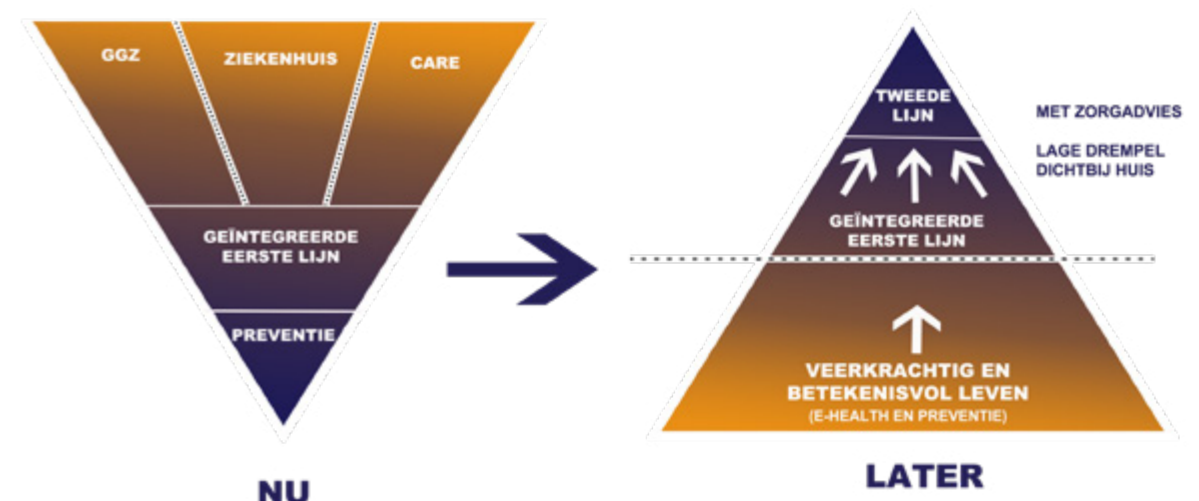 GGZ
ZIEKENHUIS
CARE
GEÏNTEGREERDE
EERSTE LIJN
PREVENTIE
NU
TWEEDE
LIJN
MET ZORGADVIES
LAGE DREMPEL
DICHTBIJ HUIS
GEÏNTEGREERDE
EERSTE LIJN
VEERKRACHTIG EN
BETEKENISVOL LEVEN
(E-HEALTH EN PREVENTIE)
LATER